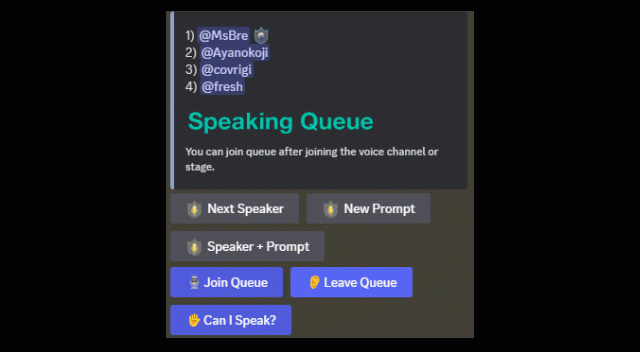 1) @MsBre
2) @Ayanokoji
3) @covrigi
4) @fresh
Speaking Queue
You can join queue after joining the voice channel or
stage.
Next Speaker
New Prompt
Speaker + Prompt
Join Queue
Leave Queue
Can I Speak?